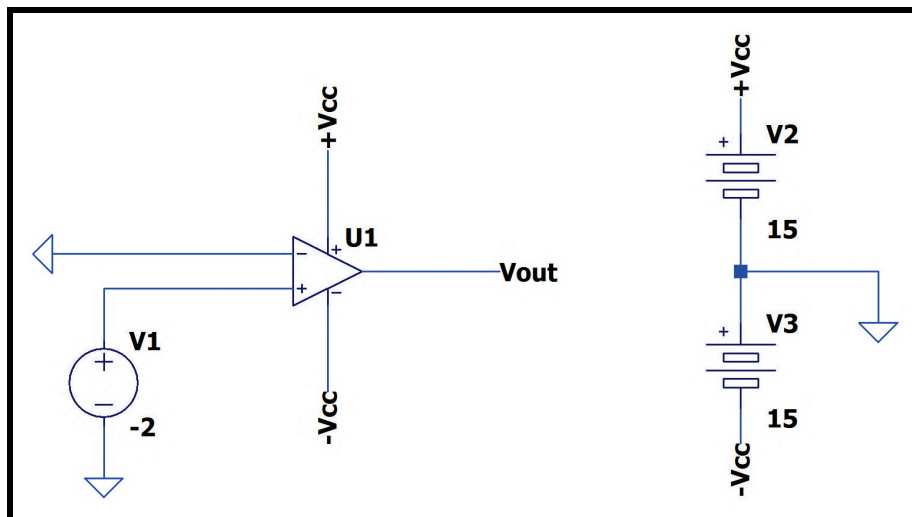 +Vcc
U1
-
+
+
-
Vout
V1
+
-
-2
-Vcc
+Vcc
+
V2
15
+
V3
15
-Vcc